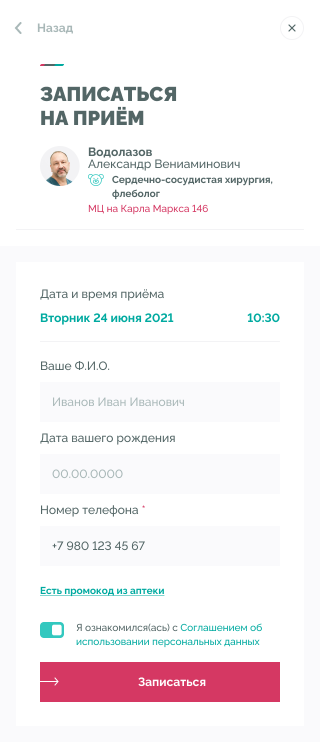 Назад
ЗАПИСАТЬСЯ
НА ПРИЁМ
Водолазов
Александр Вениаминович
Сердечно-сосудистая хирургия,
флеболог
МЦ на Карла Маркса 146
Дата и время приёма
Вторник 24 июня 2021 10:30
Ваше Ф.И.О.
Иванов Иван Иванович
Дата вашего рождения
00.00.0000
Номер телефона *
+7 980 123 45 67
Есть промокод из аптеки
Я ознакомился(ась) с Соглашением об
использовании персональных данных
Записаться